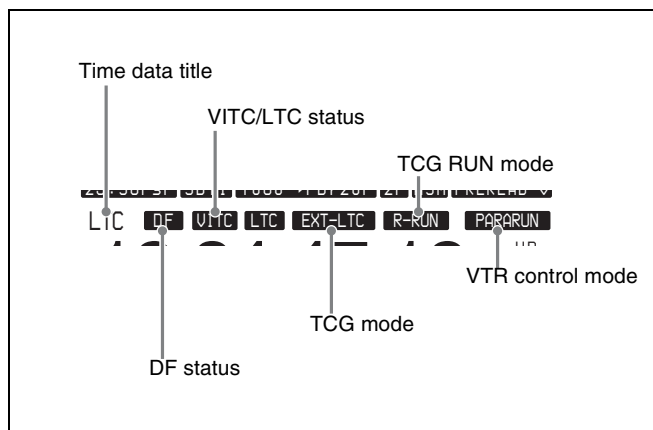 Time data title
VITC/LTC status
TCG RUN mode
LTC DF VITC LTC EXT-LTC R-RUN PARARUN
VTR control mode
TCG mode
DF status